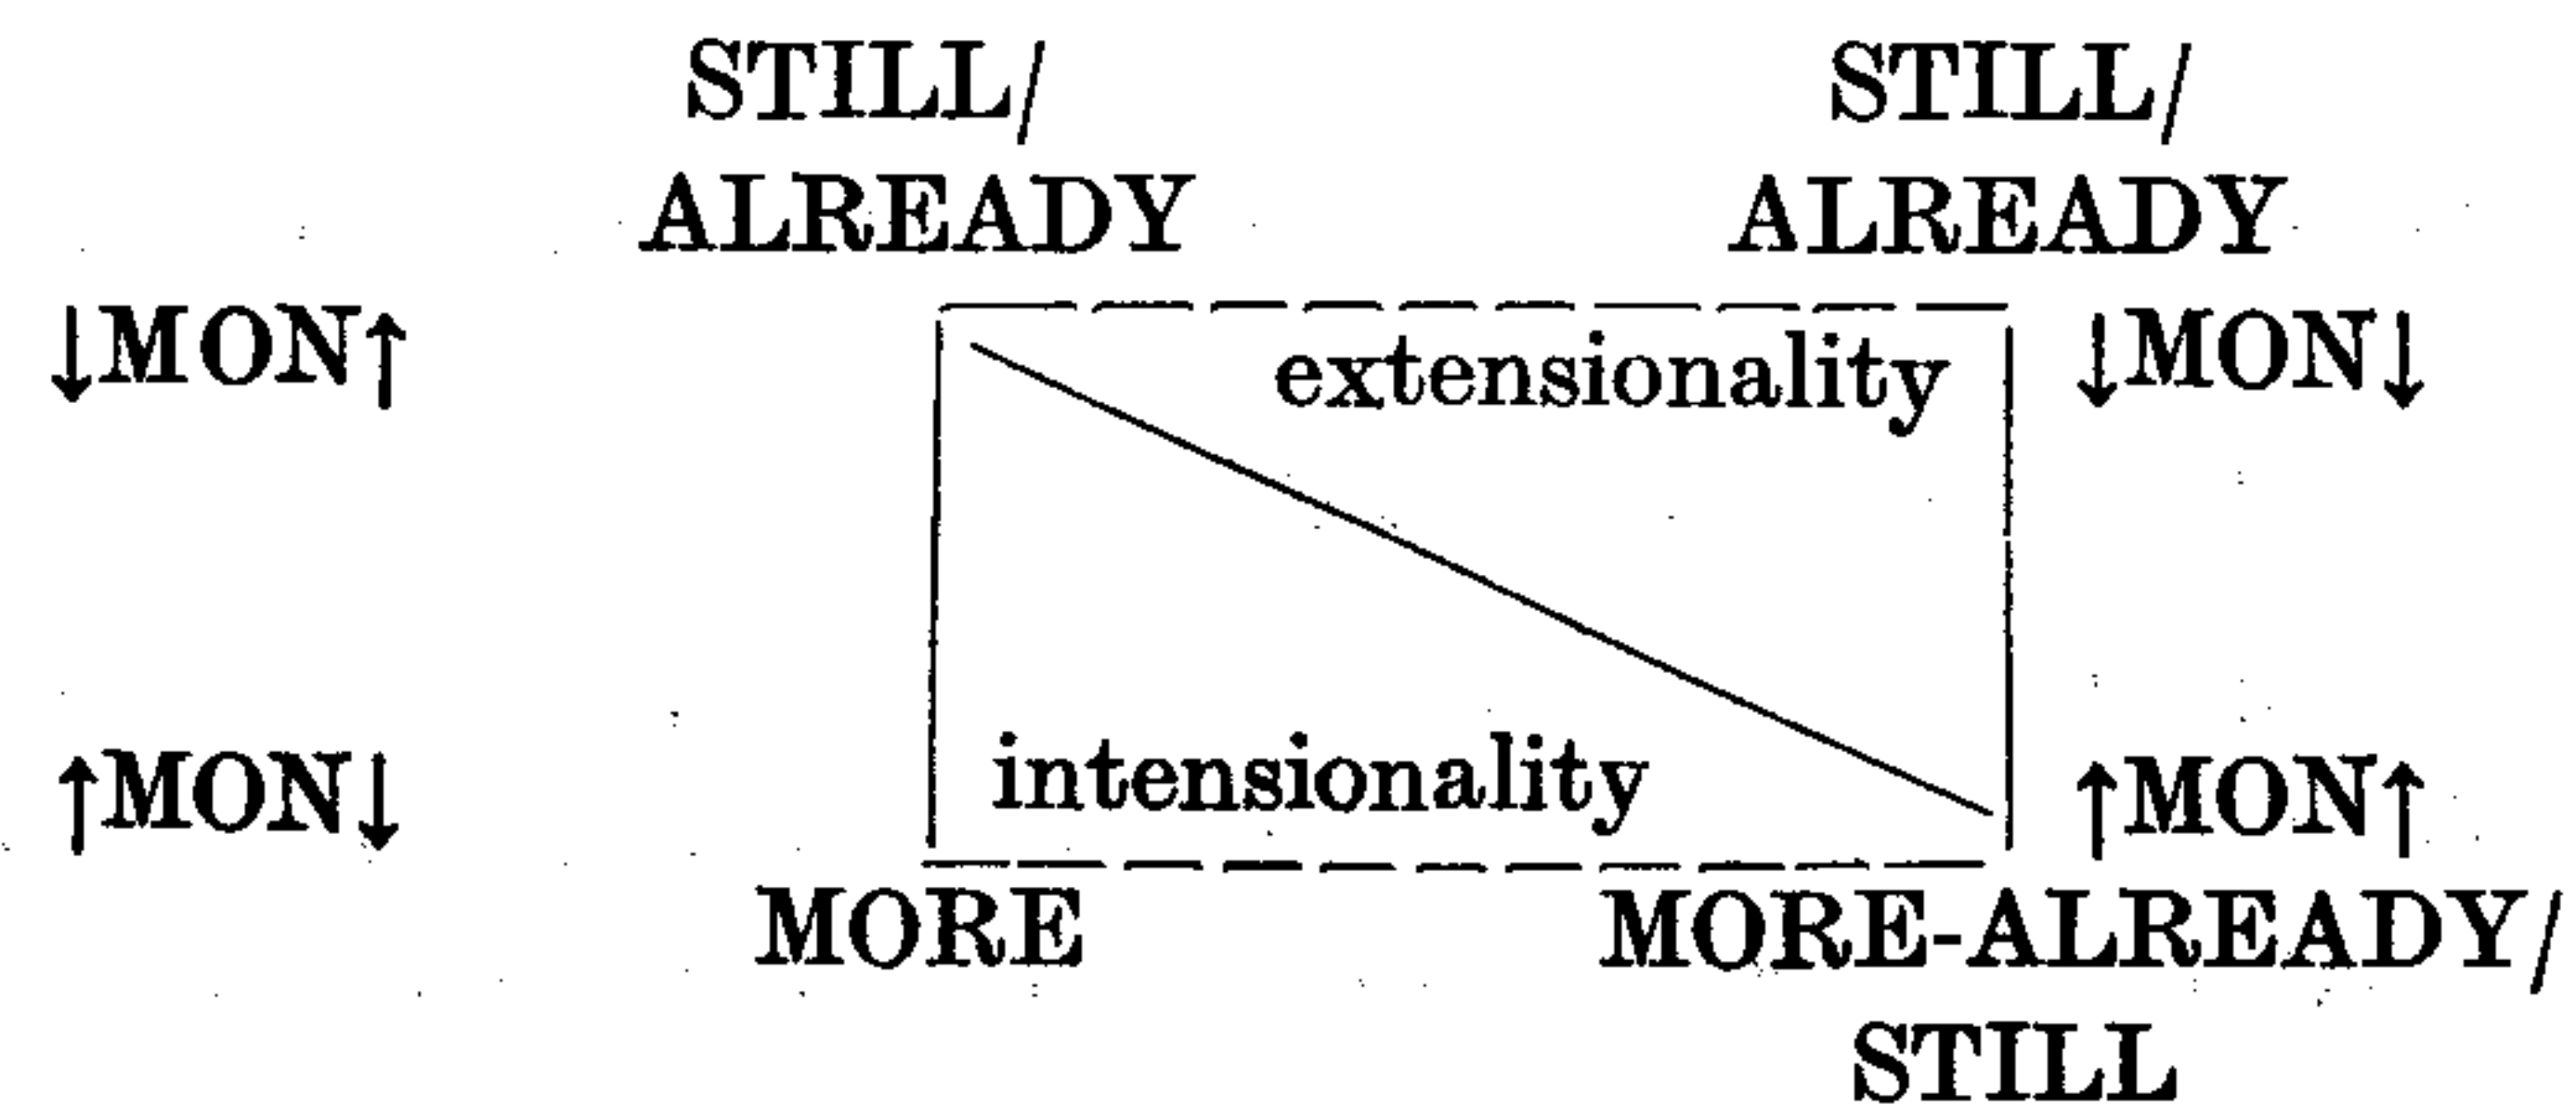 STILL/ STILL/
ALREADY ALREADY
↓MON↑ extensionality ↓MON↓
↑MON↓ intensionality ↑MON↑
MORE MORE-ALREADY/
STILL